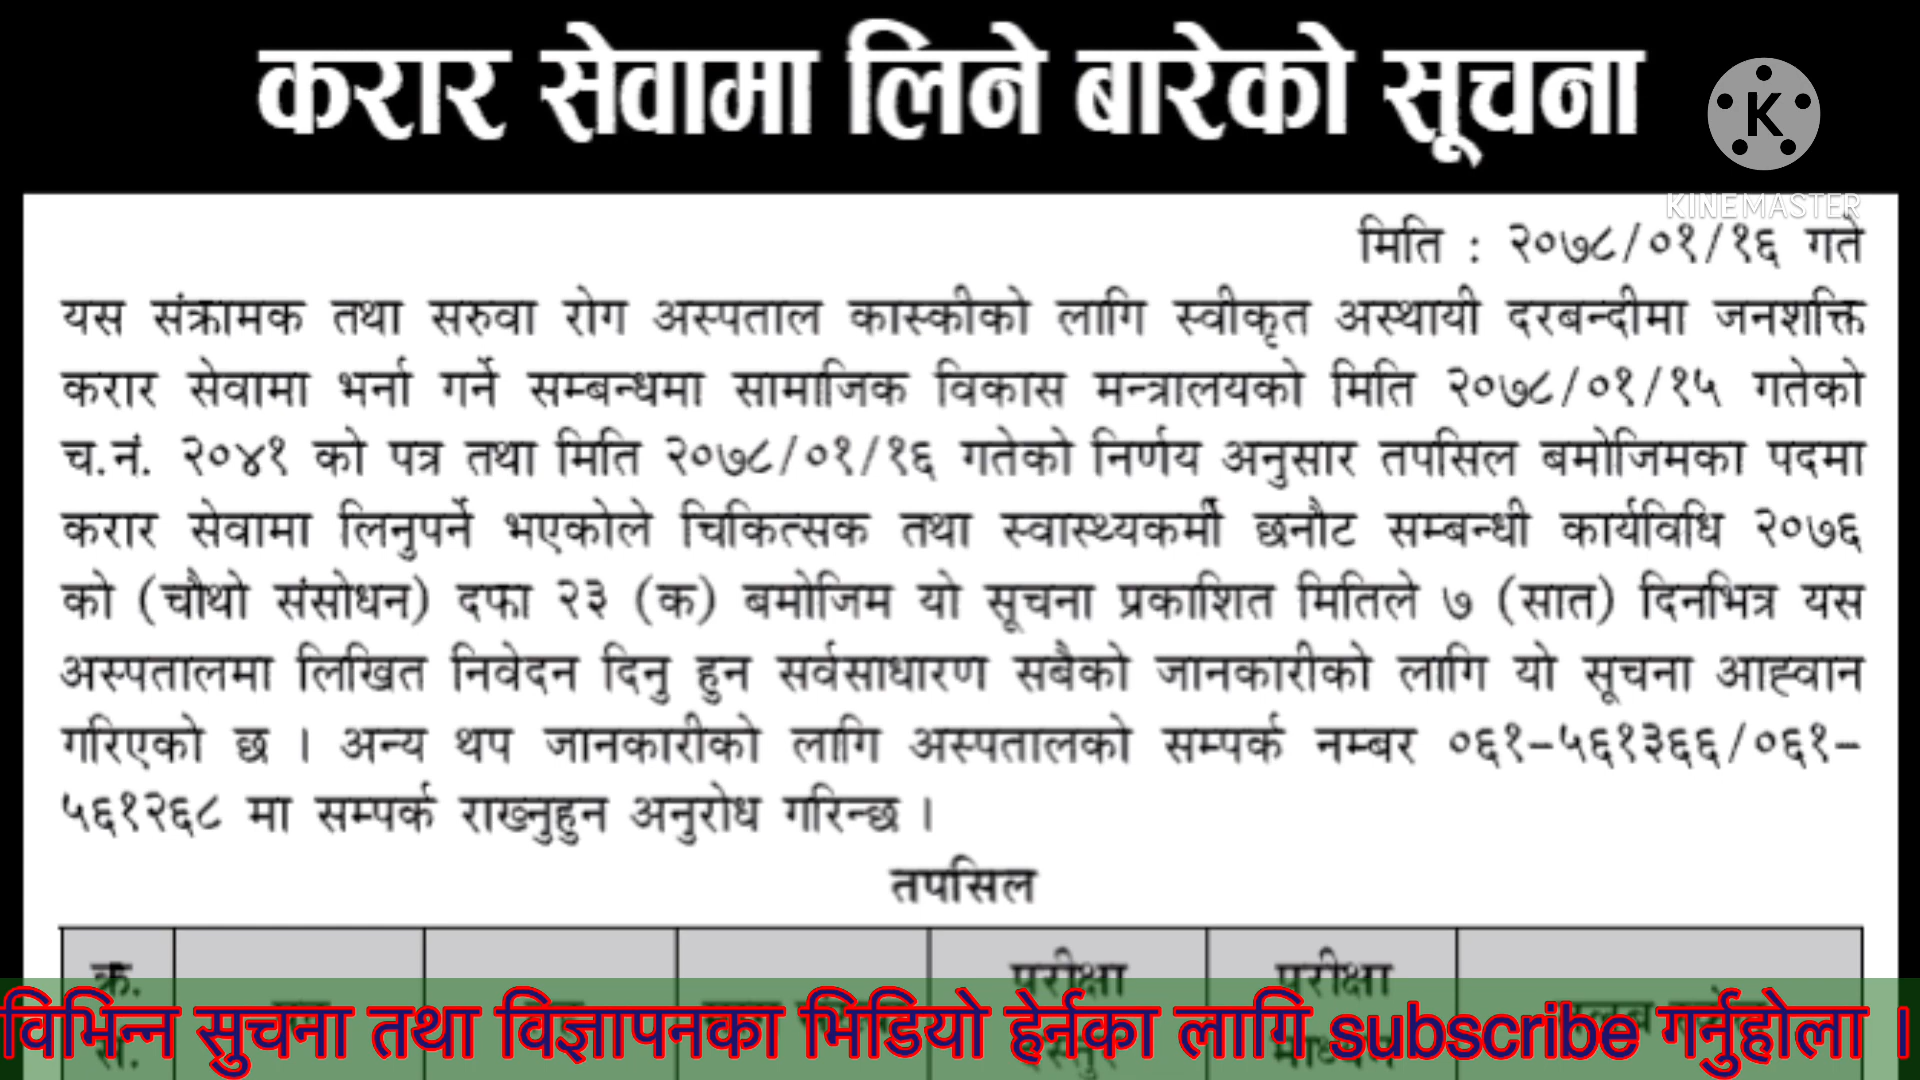 करार सेवामा लिने बारेको सूचना
K
KINEMASTER
मिति : २०७८/०१/१६ गते
यस संक्रामक तथा सरुवा रोग अस्पताल कास्कीको लागि स्वीकृत अस्थायी दरबन्दीमा जनशक्ति
करार सेवामा भर्ना गर्ने सम्बन्धमा सामाजिक विकास मन्त्रालयको मिति २०७८/०१/१५ गतेको
च.नं. २०४१ को पत्र तथा मिति २०७८/०१/१६ गतेको निर्णय अनुसार तपसिल बमोजिमका पदमा
करार सेवामा लिनुपर्ने भएकोले चिकित्सक तथा स्वास्थ्यकर्मी छनौट सम्बन्धी कार्यविधि २०७६
को (चौथो संसोधन) दफा २३ (क) बमोजिम यो सूचना प्रकाशित मितिले ७ (सात) दिनभित्र यस
अस्पतालमा लिखित निवेदन दिनु हुन सर्वसाधारण सबैको जानकारीको लागि यो सूचना आह्वान
गरिएको छ । अन्य थप जानकारीको लागि अस्पतालको सम्पर्क नम्बर ०६१–५६१३६६/०६१–
५६१२६८ मा सम्पर्क राख्नुहुन अनुरोध गरिन्छ ।
तपसिल
क्र. परीक्षा परीक्षा
विभिन्न सुचना तथा विज्ञापनका भिडियो हेर्नका लागि subscribe गर्नुहोला ।